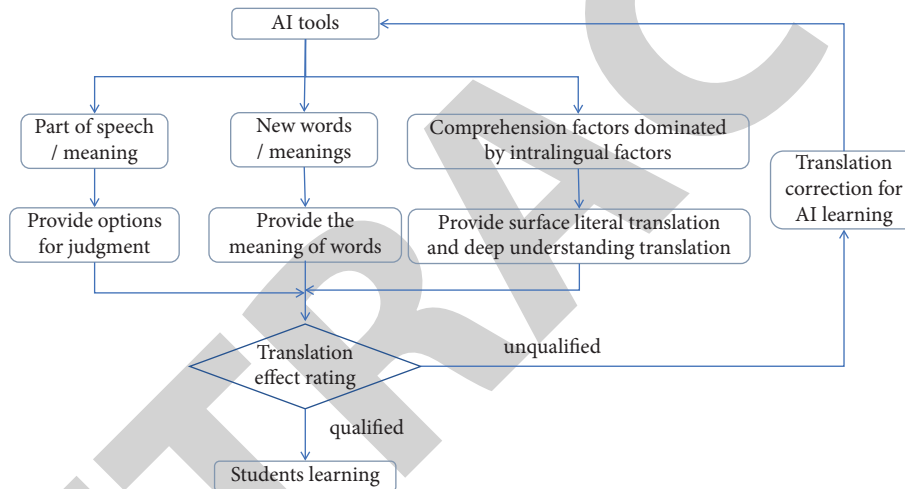 AI tools
Part of speech
/ meaning
New words
/ meanings
Comprehension factors dominated
by intralingual factors
Translation
correction for
AI learning
Provide options
for judgment
Provide the
meaning of words
Provide surface literal translation
and deep understanding translation
Translation
effect rating
unqualified
qualified
Students learning
TRAC